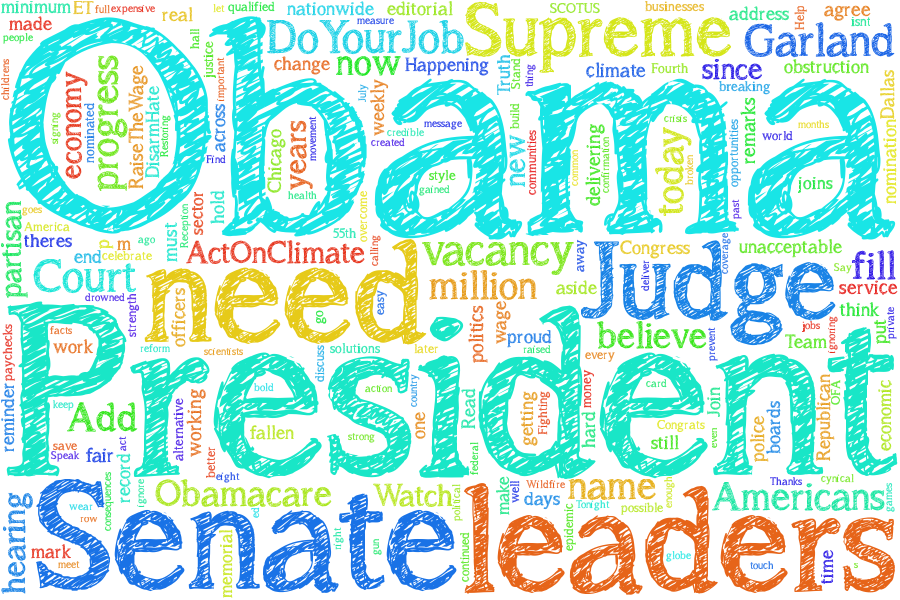 minimum
ET
full
expensive
real
let
qualified
nationwide
editorial
Supreme
SCOTUS
businesses
address
Help
agree
made
people
hall
DoYourJob
measure
isnt
Garland
childrens
Obama
justice
change
now
Happening
Truth
Stand
thing
climate
Fourth
since
obstruction
economy
progress
important
July
weekly
breaking
signing
nominated
RaiseTheWage
DisarmHate
Restoring
across
Find
Chicago
years
movement
health
credible
created
message
style
gained
new
build
communities
common
delivering
confirmation
crisis
today
broken
remarks
opportunities
world
months
joins
past
nominationDallas
partisan
goes
America
theres
end
celebrate
p
m
ago
must
Reception
sector
hold
55th
overcome
calling
ActOnClimate
vacancy
away
Congress
coverage
unacceptable
Say
fill
service
Court
drowned
strength
need
officers
go
easy
million
aside
Judge
deliver
think
put
private
reminder
paychecks
facts
work
President
reform
scientists
discuss
solutions
later
politics
wage
proud
raised
believe
every
prevent
Team
jobs
ignoring
keep
Add
alternative
working
bold
fallen
strong
action
country
one
Read
getting
Fighting
hard
money
card
Congrats
still
even
Join
police
boards
Republican
OFA
economic
save
Speak
fair
act
record
better
eight
federal
consequences
ignore
Obamacare
Watch
political
make
well
Wildfire
days
Tonight
name
possible
enough
Americans
Thanks
cynical
games
hearing
mark
meet
Senate
wear
row
memorial
ed
right
gun
continued
leaders
epidemic
globe
touch
time
s